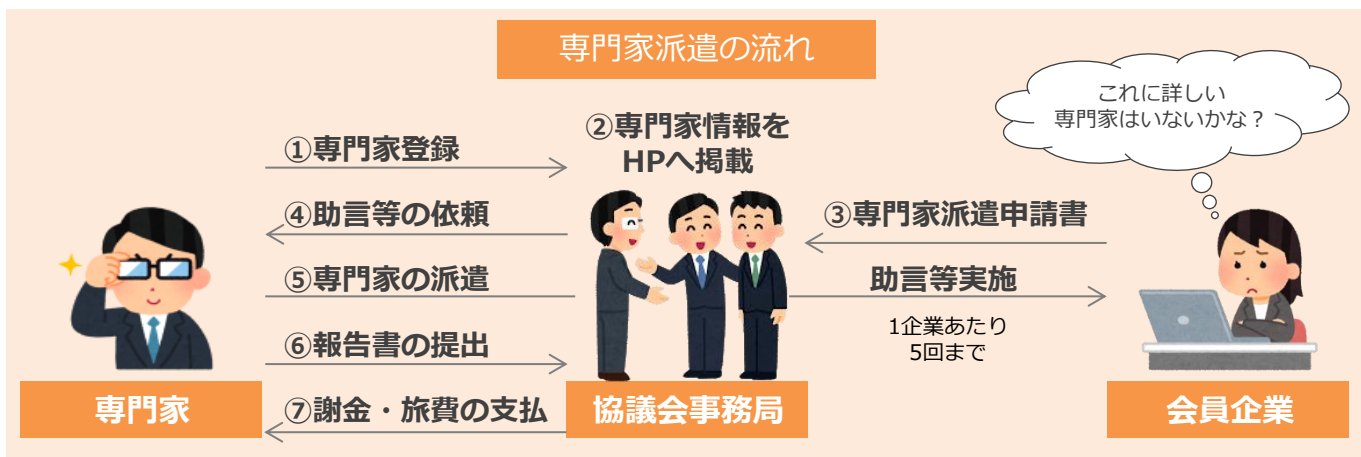 専門家派遣の流れ
これに詳しい
専門家はいないかな？
①専門家登録
②専門家情報を
HPへ掲載
③専門家派遣申請書
④助言等の依頼
⑤専門家の派遣
助言等実施
1企業あたり
5回まで
⑥報告書の提出
⑦謝金・旅費の支払
専門家
協議会事務局
会員企業